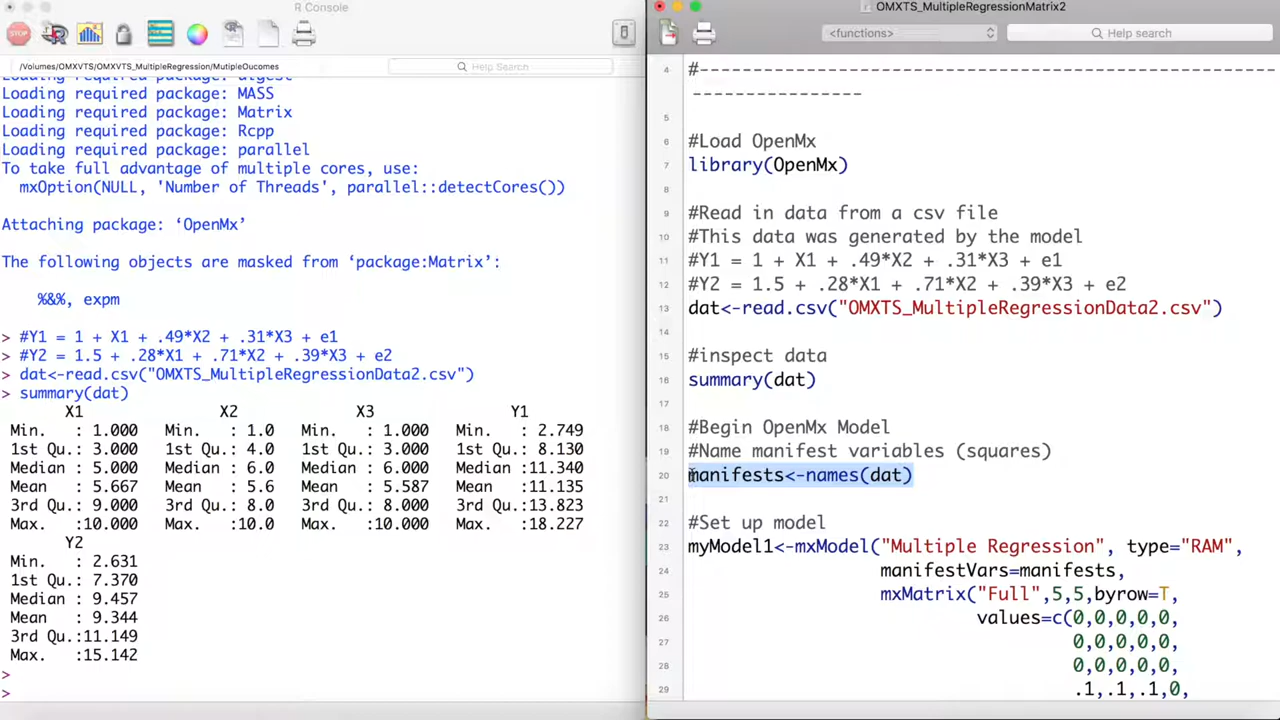 R Console
STOP
/Volumes/OMXVTS/OMXVTS_MultipleRegression/MutipleOucomes
Help Search
Loading required package: digest
Loading required package: MASS
Loading required package: Matrix
Loading required package: Rcpp
Loading required package: parallel
To take full advantage of multiple cores, use:
mxOption(NULL, 'Number of Threads', parallel::detectCores())
Attaching package: ‘OpenMx’
The following objects are masked from ‘package:Matrix’:
%&%, expm
> #Y1 = 1 + X1 + .49*X2 + .31*X3 + e1
> #Y2 = 1.5 + .28*X1 + .71*X2 + .39*X3 + e2
> dat<-read.csv("OMXTS_MultipleRegressionData2.csv")
> summary(dat)
X1 X2 X3 Y1
Min. : 1.000 Min. : 1.0 Min. : 1.000 Min. : 2.749
1st Qu.: 3.000 1st Qu.: 4.0 1st Qu.: 3.000 1st Qu.: 8.130
Median : 5.000 Median : 6.0 Median : 6.000 Median :11.340
Mean : 5.667 Mean : 5.6 Mean : 5.587 Mean :11.135
3rd Qu.: 9.000 3rd Qu.: 8.0 3rd Qu.: 8.000 3rd Qu.:13.823
Max. :10.000 Max. :10.0 Max. :10.000 Max. :18.227
Y2
Min. : 2.631
1st Qu.: 7.370
Median : 9.457
Mean : 9.344
3rd Qu.:11.149
Max. :15.142
>
>
OMXTS_MultipleRegressionMatrix2
<functions>
Help search
4 #------------------------------------------------------
----------------
5
6 #Load OpenMx
7 library(OpenMx)
8
9 #Read in data from a csv file
10 #This data was generated by the model
11 #Y1 = 1 + X1 + .49*X2 + .31*X3 + e1
12 #Y2 = 1.5 + .28*X1 + .71*X2 + .39*X3 + e2
13 dat<-read.csv("OMXTS_MultipleRegressionData2.csv")
14
15 #inspect data
16 summary(dat)
17
18 #Begin OpenMx Model
19 #Name manifest variables (squares)
20 manifests<-names(dat)
21
22 #Set up model
23 myModel1<-mxModel("Multiple Regression", type="RAM",
24 manifestVars=manifests,
25 mxMatrix("Full",5,5,byrow=T,
26 values=c(0,0,0,0,0,
27 0,0,0,0,0,
28 0,0,0,0,0,
29 .1,.1,.1,0,